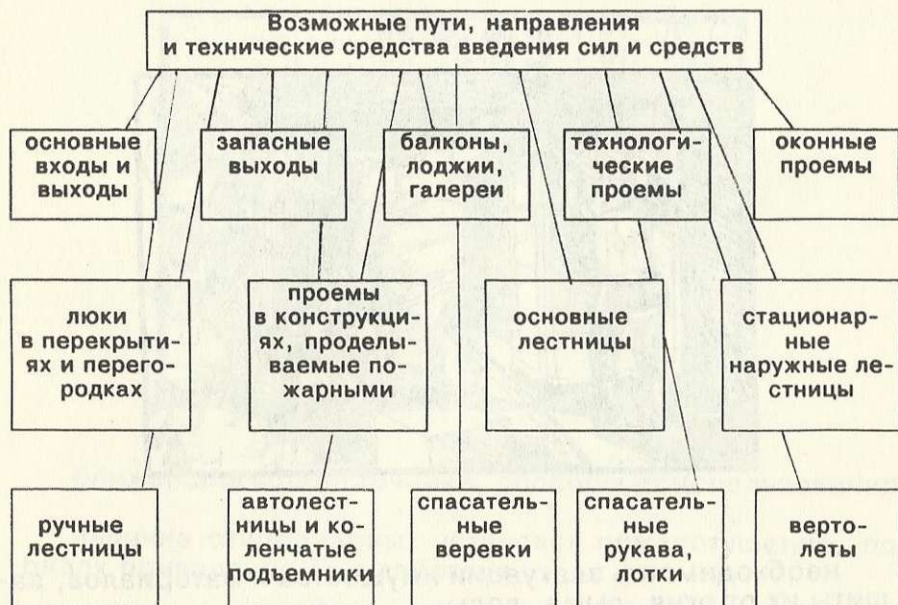 Возможные пути, направления
и технические средства введения сил и средств
основные
входы и
выходы
запасные
выходы
балконы,
лоджии,
галереи
технологи-
ческие
проемы
оконные
проемы
люки
в перекрыти-
ях и перего-
родках
проемы
в конструкци-
ях, проделы-
ваемые по-
жарными
основные
лестницы
стационар-
ные
наружные ле-
стницы
ручные
лестницы
автолест-
ницы и ко-
ленчатые
подъемники
спасатель-
ные
веревки
спасатель-
ные
рукава,
лотки
верто-
леты